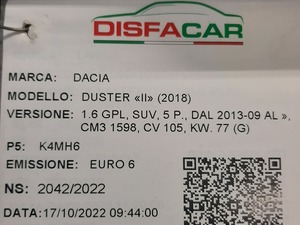 DISFACAR
MARCA: DACIA
MODELLO: DUSTER «II» (2018)
VERSIONE: 1.6 GPL, SUV, 5 P., DAL 2013-09 AL »,
CM3 1598, CV 105, KW. 77 (G)
P5: K4MH6
EMISSIONE: EURO 6
NS: 2042/2022
DATA:17/10/2022 09:44:00